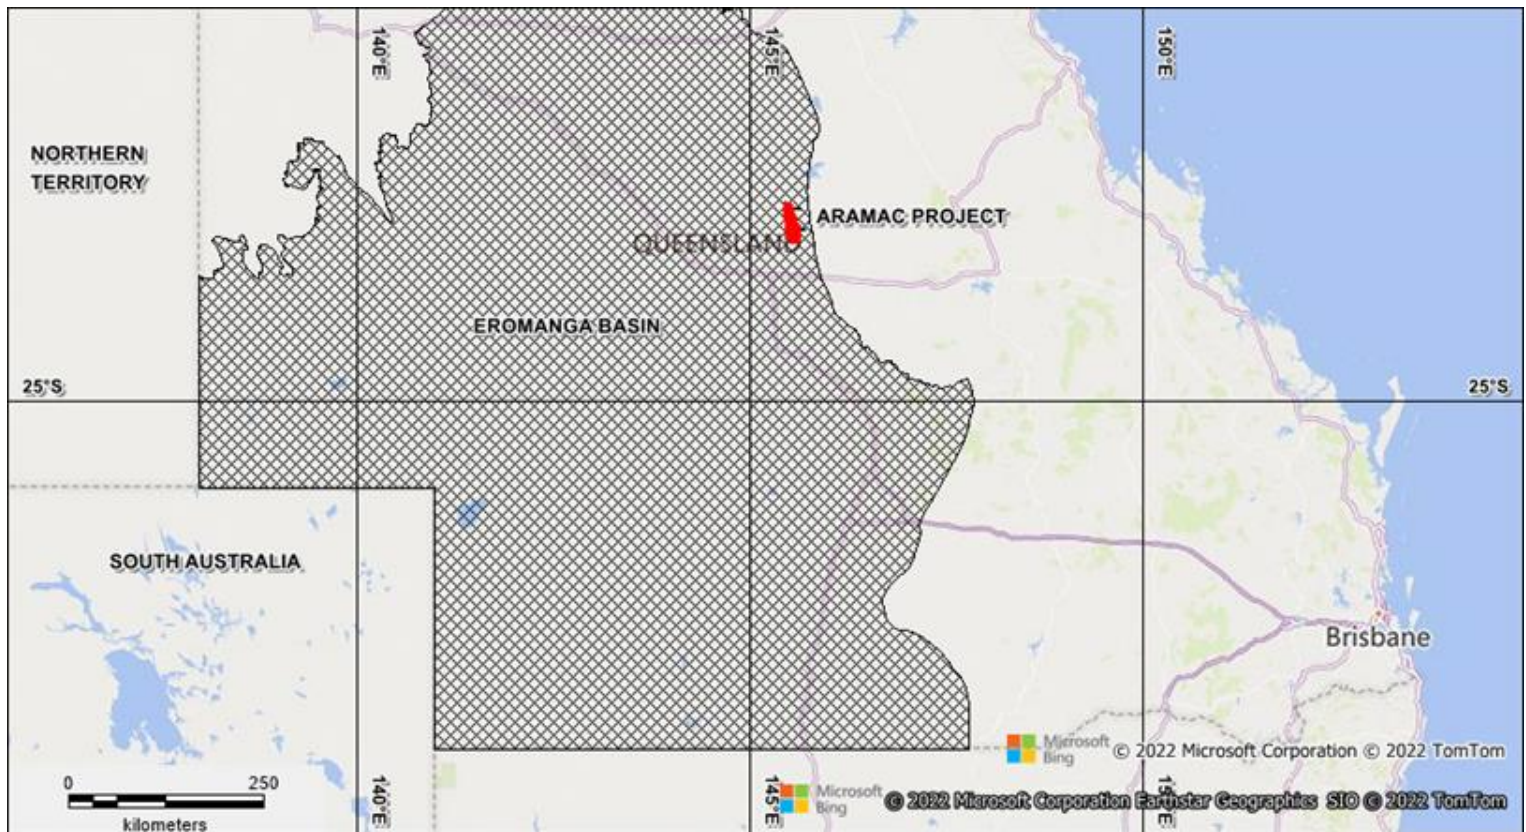 140°E
145°E
150°E
NORTHERN
TERRITORY
ARAMAC PROJECT
QUEENSLAND
EROMANGA BASIN
25°S
25°S
SOUTH AUSTRALIA
Brisbane
Microsoft
Bing
© 2022 Microsoft Corporation © 2022 TomTom
0
250
kilometers
140°E
145°E
Microsoft
Bing
© 2022 Microsoft Corporation Earthstar Geographics SIO © 2022 TomTom